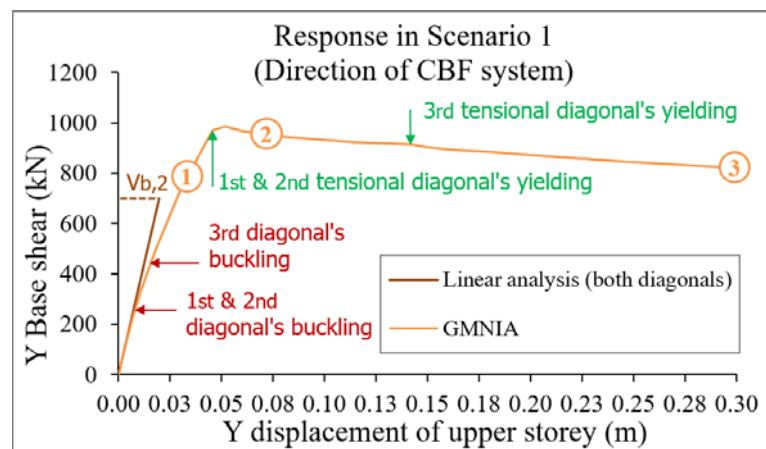 Response in Scenario 1
(Direction of CBF system)
Y Base shear (kN)
1200
1000
800
600
400
200
0
Vb,2
1
2
3
3rd tensional diagonal's yielding
1st & 2nd tensional diagonal's yielding
3rd diagonal's
buckling
1st & 2nd
diagonal's buckling
Linear analysis (both diagonals)
GMNIA
0.00 0.03 0.05 0.08 0.10 0.13 0.15 0.18 0.20 0.23 0.25 0.28 0.30
Y displacement of upper storey (m)